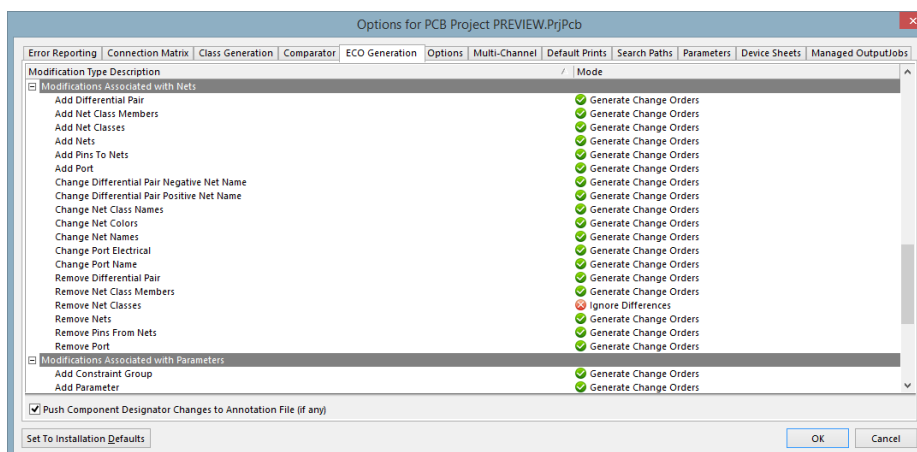 Options for PCB Project PREVIEW.PrjPcb
Error Reporting Connection Matrix Class Generation Comparator ECO Generation Options Multi-Channel Default Prints Search Paths Parameters Device Sheets Managed OutputJobs
Modification Type Description / Mode
Modifications Associated with Nets
Add Differential Pair Generate Change Orders
Add Net Class Members Generate Change Orders
Add Net Classes Generate Change Orders
Add Nets Generate Change Orders
Add Pins To Nets Generate Change Orders
Add Port Generate Change Orders
Change Differential Pair Negative Net Name Generate Change Orders
Change Differential Pair Positive Net Name Generate Change Orders
Change Net Class Names Generate Change Orders
Change Net Colors Generate Change Orders
Change Net Names Generate Change Orders
Change Port Electrical Generate Change Orders
Change Port Name Generate Change Orders
Remove Differential Pair Generate Change Orders
Remove Net Class Members Generate Change Orders
Remove Net Classes Ignore Differences
Remove Nets Generate Change Orders
Remove Pins From Nets Generate Change Orders
Remove Port Generate Change Orders
Modifications Associated with Parameters
Add Constraint Group Generate Change Orders
Add Parameter Generate Change Orders
Push Component Designator Changes to Annotation File (if any)
Set To Installation Defaults OK Cancel